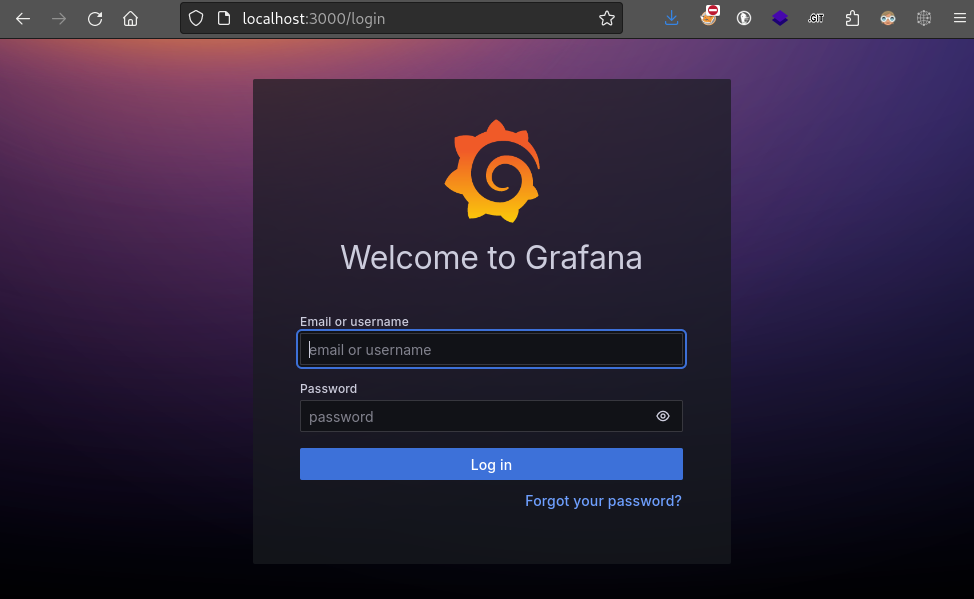 localhost:3000/login
.GIT
Welcome to Grafana
Email or username
email or username
Password
password
Log in
Forgot your password?